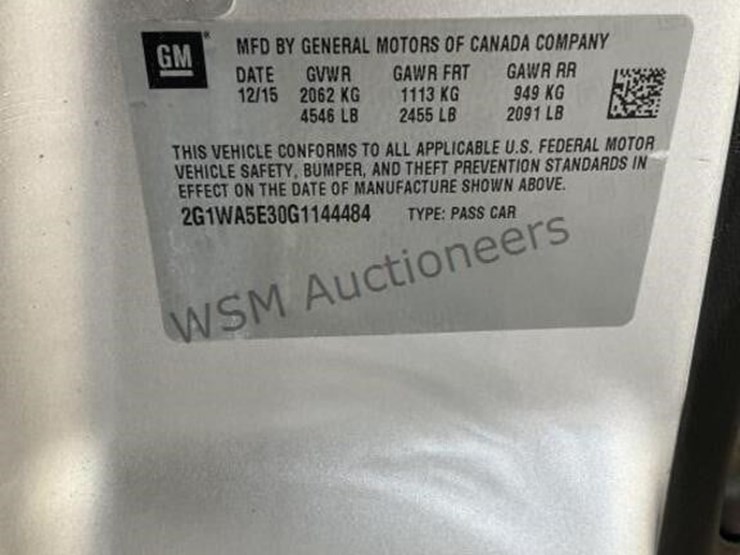 GM
MFD BY GENERAL MOTORS OF CANADA COMPANY
DATE GVWR GAWR FRT GAWR RR
12/15 2062 KG 1113 KG 949 KG
4546 LB 2455 LB 2091 LB
THIS VEHICLE CONFORMS TO ALL APPLICABLE U.S. FEDERAL MOTOR
VEHICLE SAFETY, BUMPER, AND THEFT PREVENTION STANDARDS IN
EFFECT ON THE DATE OF MANUFACTURE SHOWN ABOVE.
2G1WA5E30G1144484 TYPE: PASS CAR
WSM Auctioneers